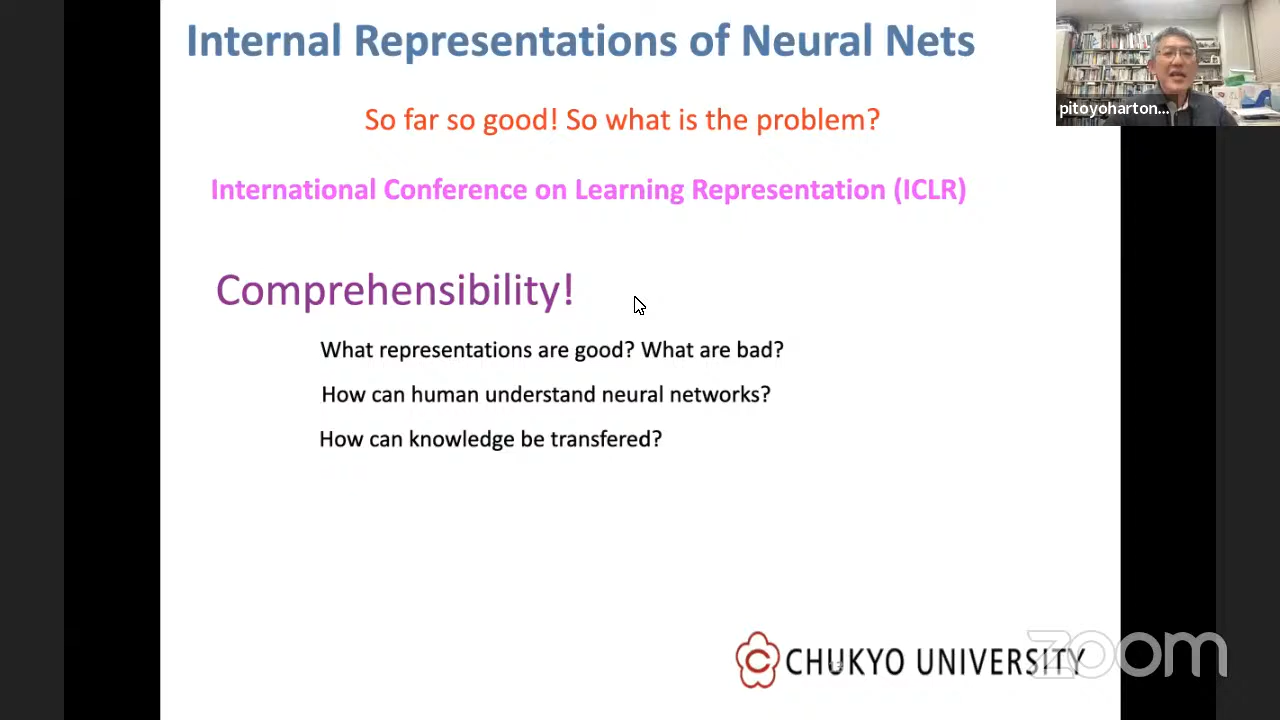 Internal Representations of Neural Nets
pitoyoharton...
So far so good! So what is the problem?
International Conference on Learning Representation (ICLR)
Comprehensibility!
What representations are good? What are bad?
How can human understand neural networks?
How can knowledge be transfered?
CHUKYO UNIVERSITY
zoom